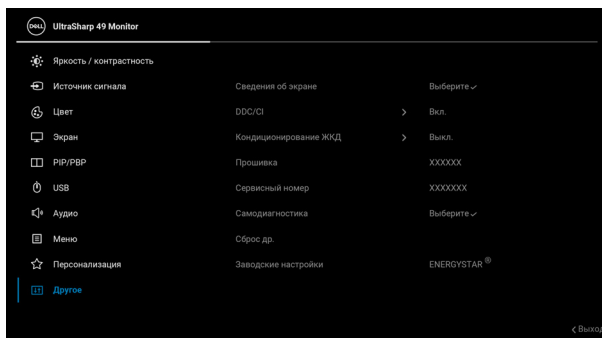 DELL UltraSharp 49 Monitor
Яркость / контрастность
Источник сигнала Сведения об экране Выберите ✓
Цвет DDC/CI > Вкл.
Экран Кондиционирование ЖКД > Выкл.
PIP/PBP Прошивка XXXXXX
USB Сервисный номер XXXXXXX
Аудио Самодиагностика Выберите ✓
Меню Сброс др.
Персонализация Заводские настройки ENERGYSTAR ®
Другое
< Выход